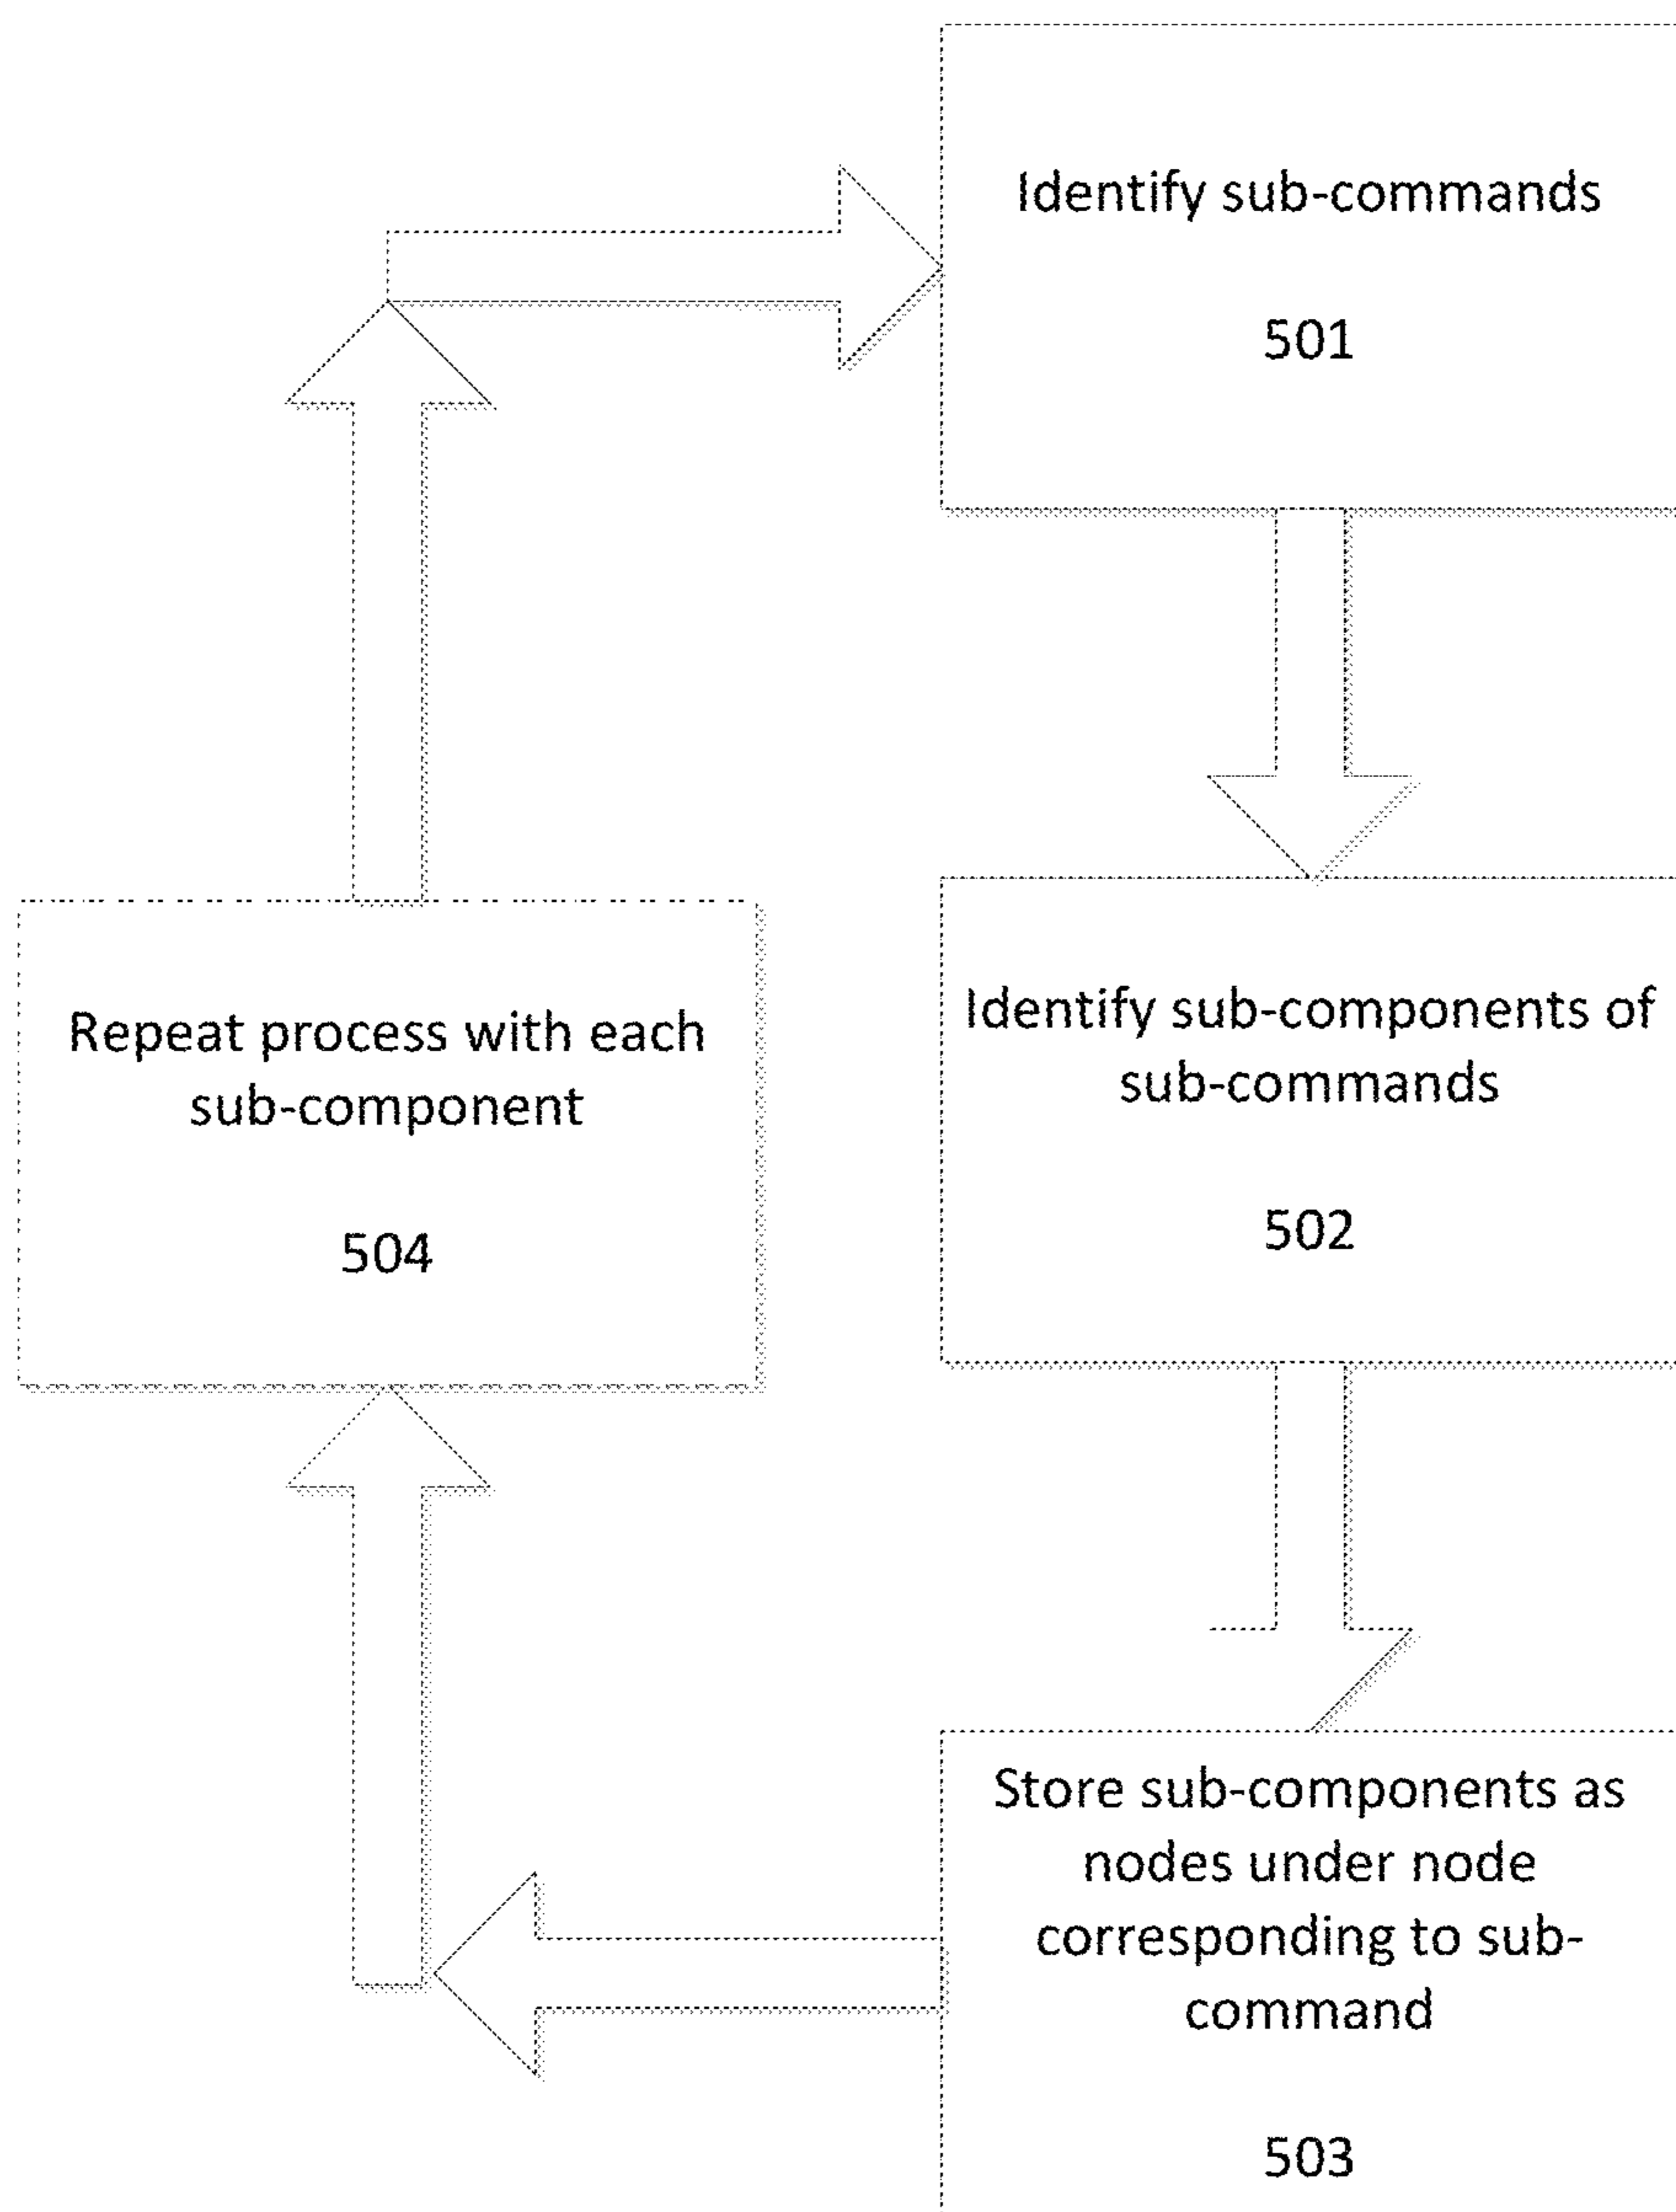 Identify sub-commands
501
Identify sub-components of
sub-commands
502
Repeat process with each
sub-component
504
Store sub-components as
nodes under node
corresponding to sub-
command
503